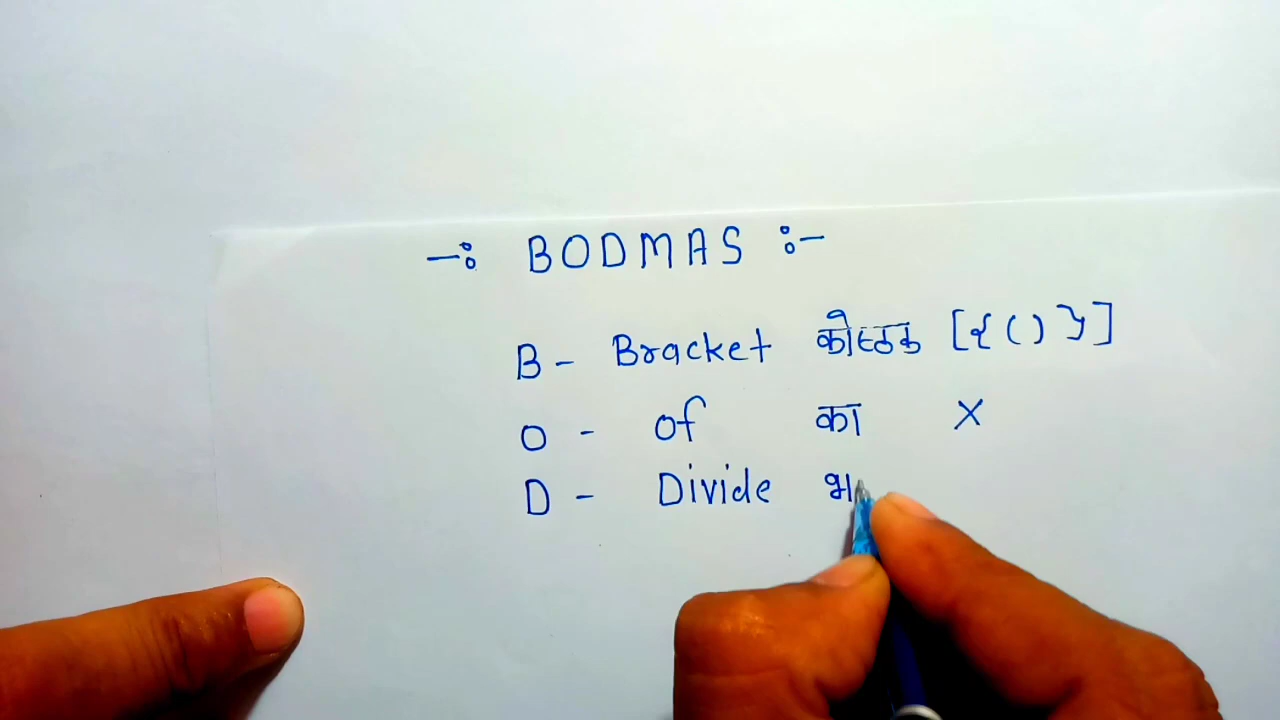 -: BODMAS :-
B - Bracket कोष्ठक [{()}]
O - of का ×
D - Divide